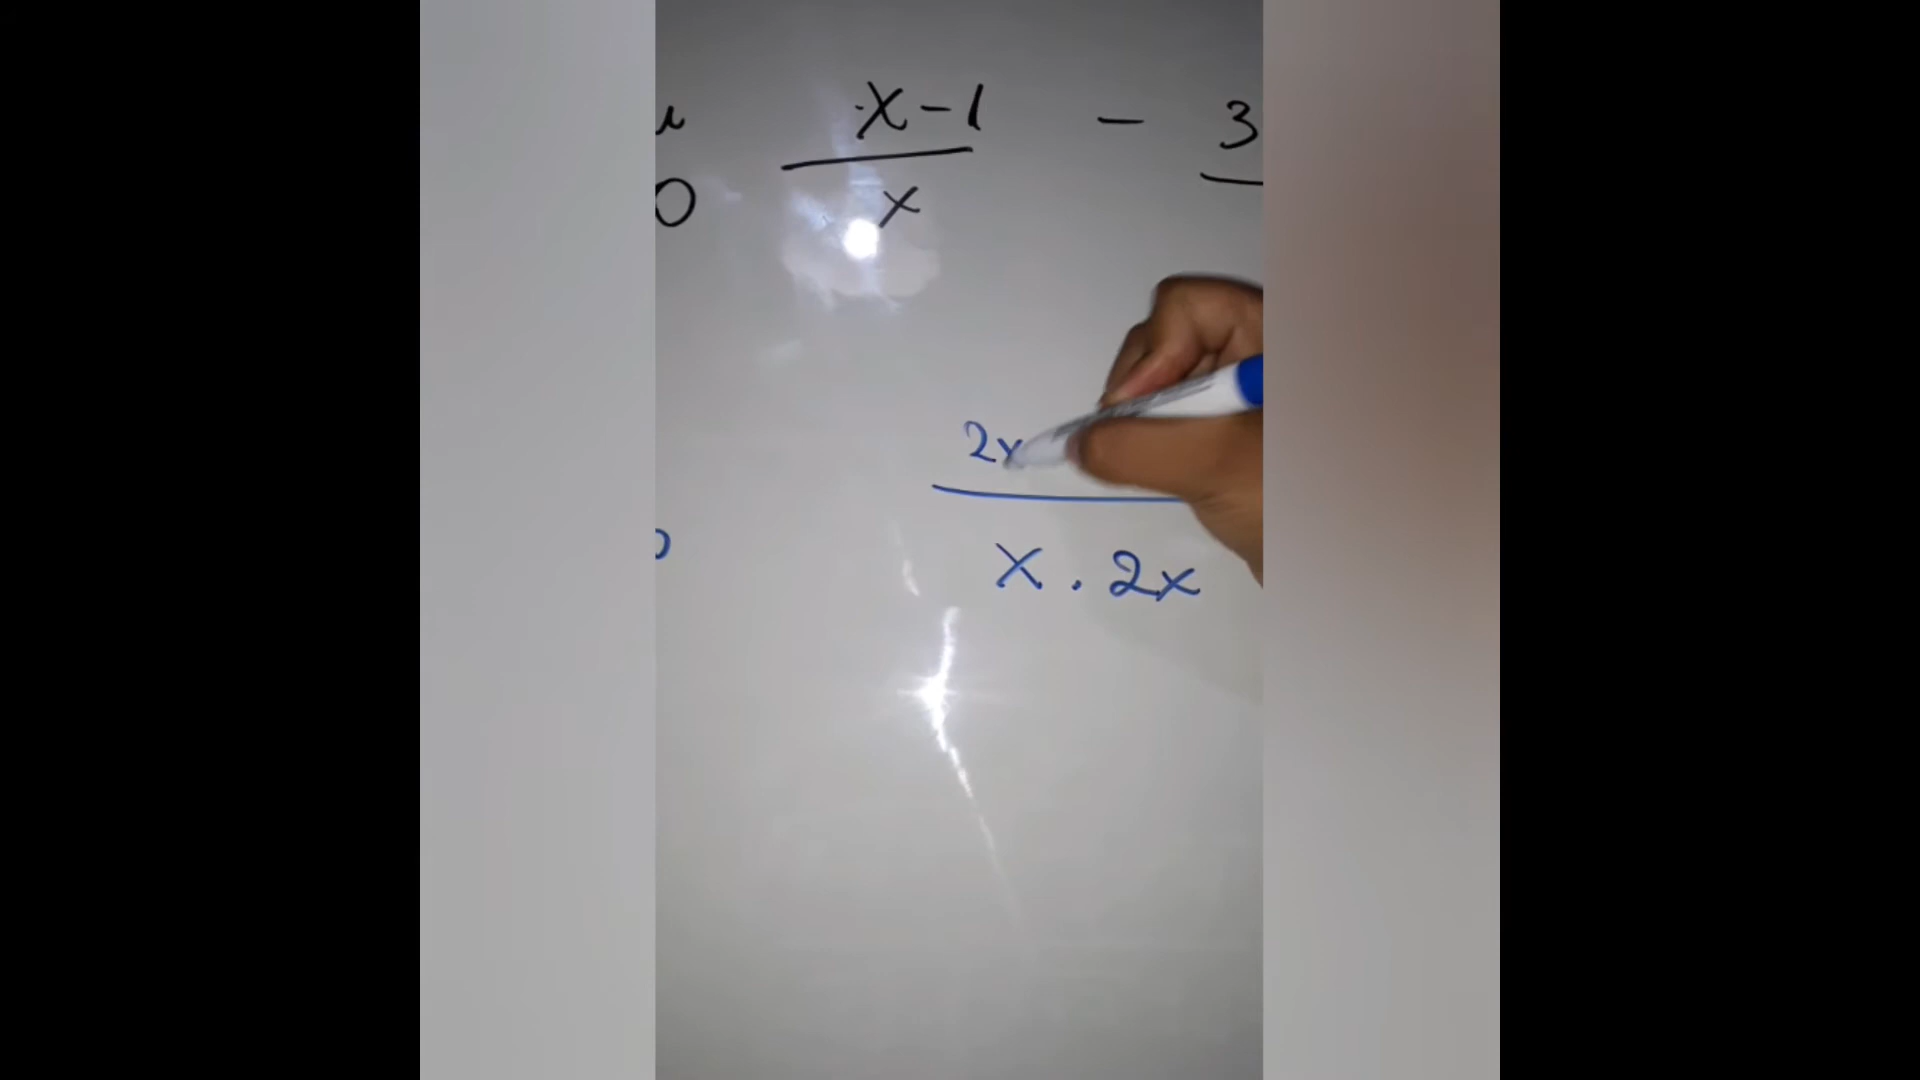 x-1 - 3
x
2x
x . 2x